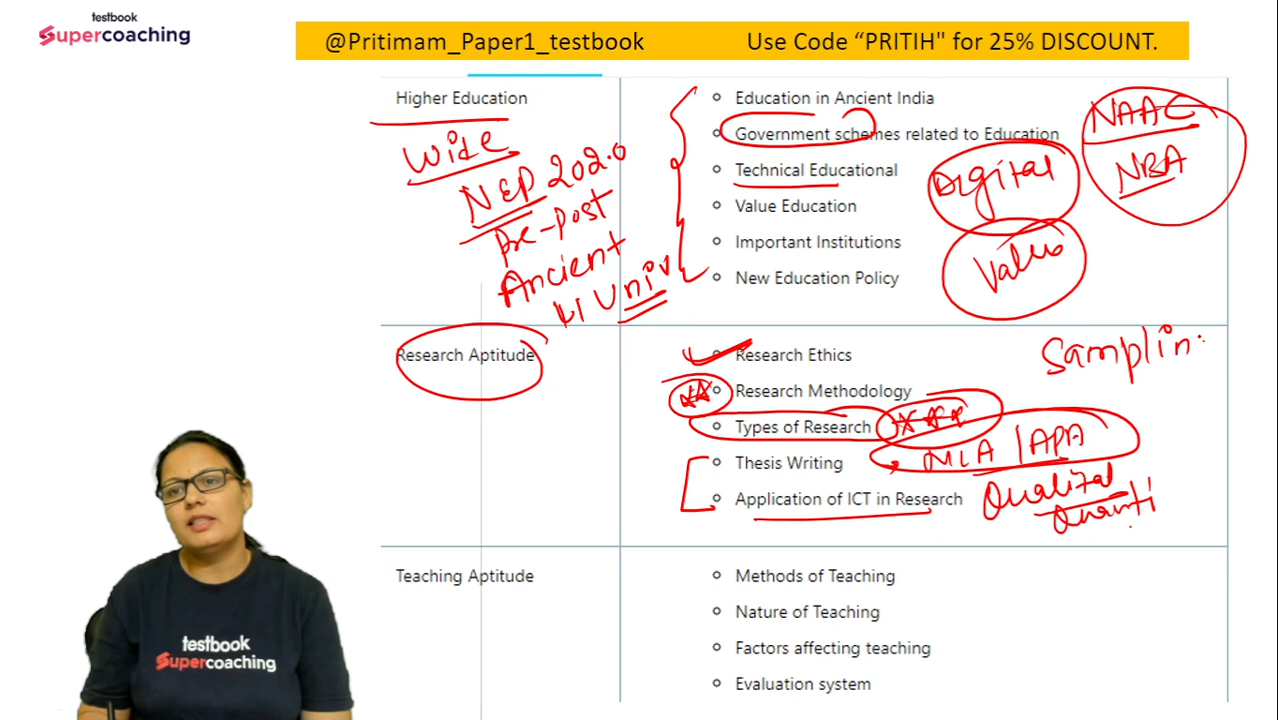 testbook
Supercoaching
@Pritimam_Paper1_testbook Use Code “PRITIH" for 25% DISCOUNT.
Higher Education
Wide
NEP 2020
Pre-post
Ancient
Univ
Education in Ancient India
Government schemes related to Education
Technical Educational
Value Education
Important Institutions
New Education Policy
NAAC
NBA
Digital
Value
Research Aptitude
Research Ethics
Research Methodology
Types of Research
Thesis Writing
Application of ICT in Research
Samplin
MLA | APA
Quanti
Teaching Aptitude
Methods of Teaching
Nature of Teaching
Factors affecting teaching
Evaluation system
testbook
Supercoaching